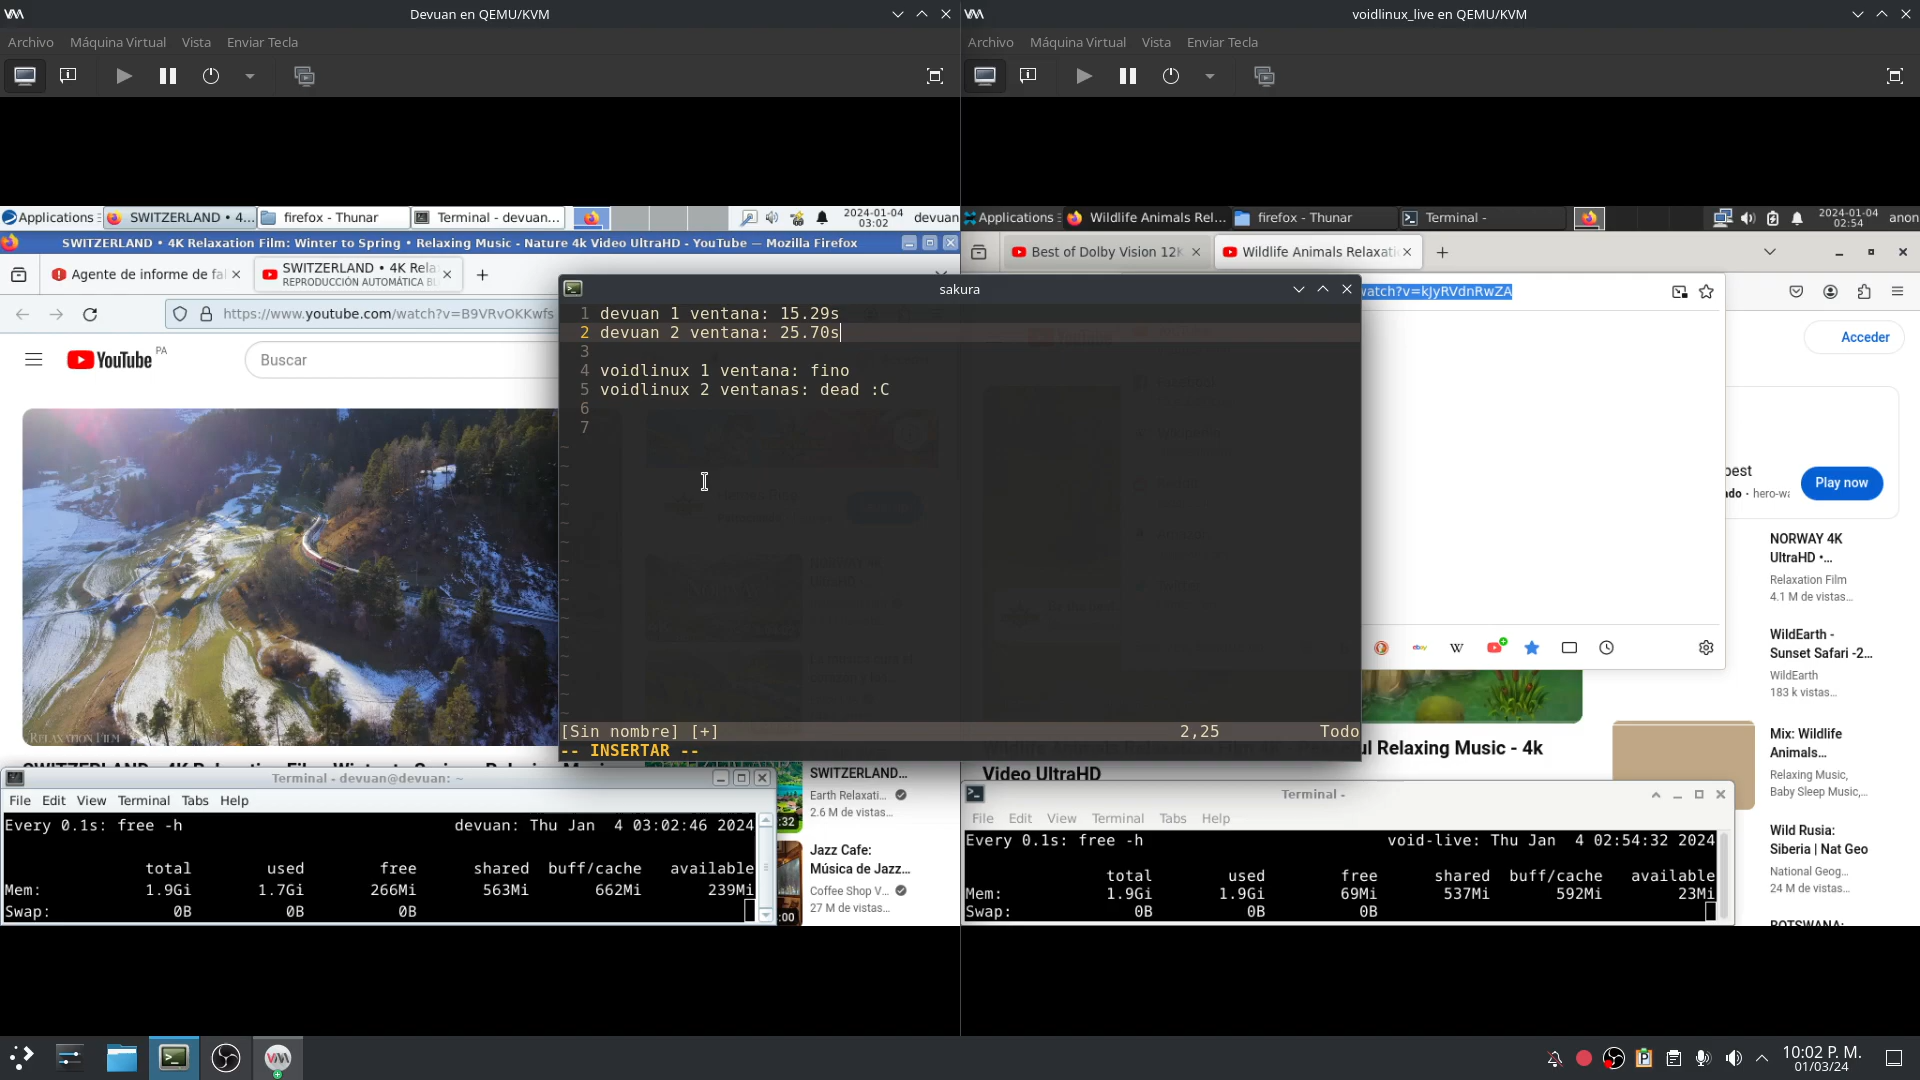 Devuan en QEMU/KVM
Archivo Máquina Virtual Vista Enviar Tecla
Applications SWITZERLAND • 4... firefox - Thunar Terminal - devuan... 2024-01-04 03:02 devuan
SWITZERLAND • 4K Relaxation Film: Winter to Spring • Relaxing Music - Nature 4k Video UltraHD - YouTube — Mozilla Firefox
Agente de informe de fa
SWITZERLAND • 4K Rela
REPRODUCCIÓN AUTOMÁTICA BL
https://www.youtube.com/watch?v=B9VRvOKKwfs
YouTube PA
Buscar
RELAXATION FILM
SWITZERLAND...
Earth Relaxati...
2.6 M de vistas...
:32
Jazz Cafe:
Música de Jazz...
Coffee Shop V...
27 M de vistas...
:00
Terminal - devuan@devuan: ~
File Edit View Terminal Tabs Help
Every 0.1s: free -h devuan: Thu Jan 4 03:02:46 2024
total used free shared buff/cache available
Mem: 1.9Gi 1.7Gi 266Mi 563Mi 662Mi 239Mi
Swap: 0B 0B 0B
sakura
1 devuan 1 ventana: 15.29s
2 devuan 2 ventana: 25.70s
3
4 voidlinux 1 ventana: fino
5 voidlinux 2 ventanas: dead :C
6
7
[Sin nombre] [+] 2,25 Todo
-- INSERTAR --
voidlinux_live en QEMU/KVM
Archivo Máquina Virtual Vista Enviar Tecla
Applications Wildlife Animals Rel... firefox - Thunar Terminal - 2024-01-04 02:54 anon
Best of Dolby Vision 12K Wildlife Animals Relaxati
watch?v=kJyRVdnRwZA
Acceder
Play now
NORWAY 4K
UltraHD •...
Relaxation Film
4.1 M de vistas...
WildEarth -
Sunset Safari -2...
WildEarth
183 k vistas...
ebay W
Mix: Wildlife
Animals...
Relaxing Music,
Baby Sleep Music,...
Wild Rusia:
Siberia | Nat Geo
National Geog...
24 M de vistas...
BOTSWANA:
Relaxing Music - 4k
Video UltraHD
Terminal -
File Edit View Terminal Tabs Help
Every 0.1s: free -h void-live: Thu Jan 4 02:54:32 2024
total used free shared buff/cache available
Mem: 1.9Gi 1.9Gi 69Mi 537Mi 592Mi 23Mi
Swap: 0B 0B 0B
10:02 P. M.
01/03/24